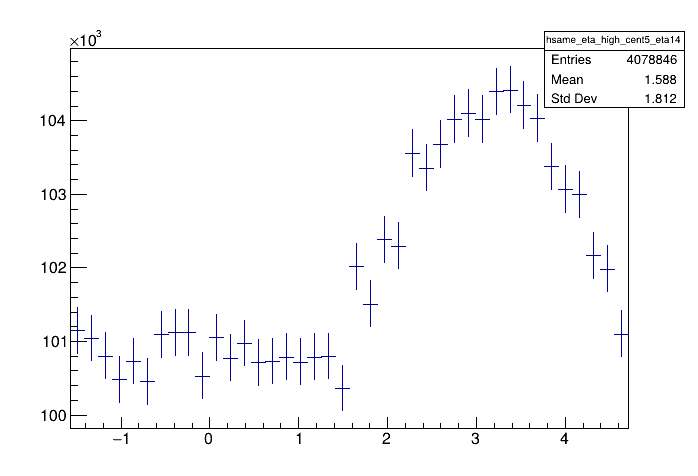 ×10³
hsame_eta_high_cent5_eta14
Entries 4078846
Mean 1.588
Std Dev 1.812
104
103
102
101
100
−1 0 1 2 3 4